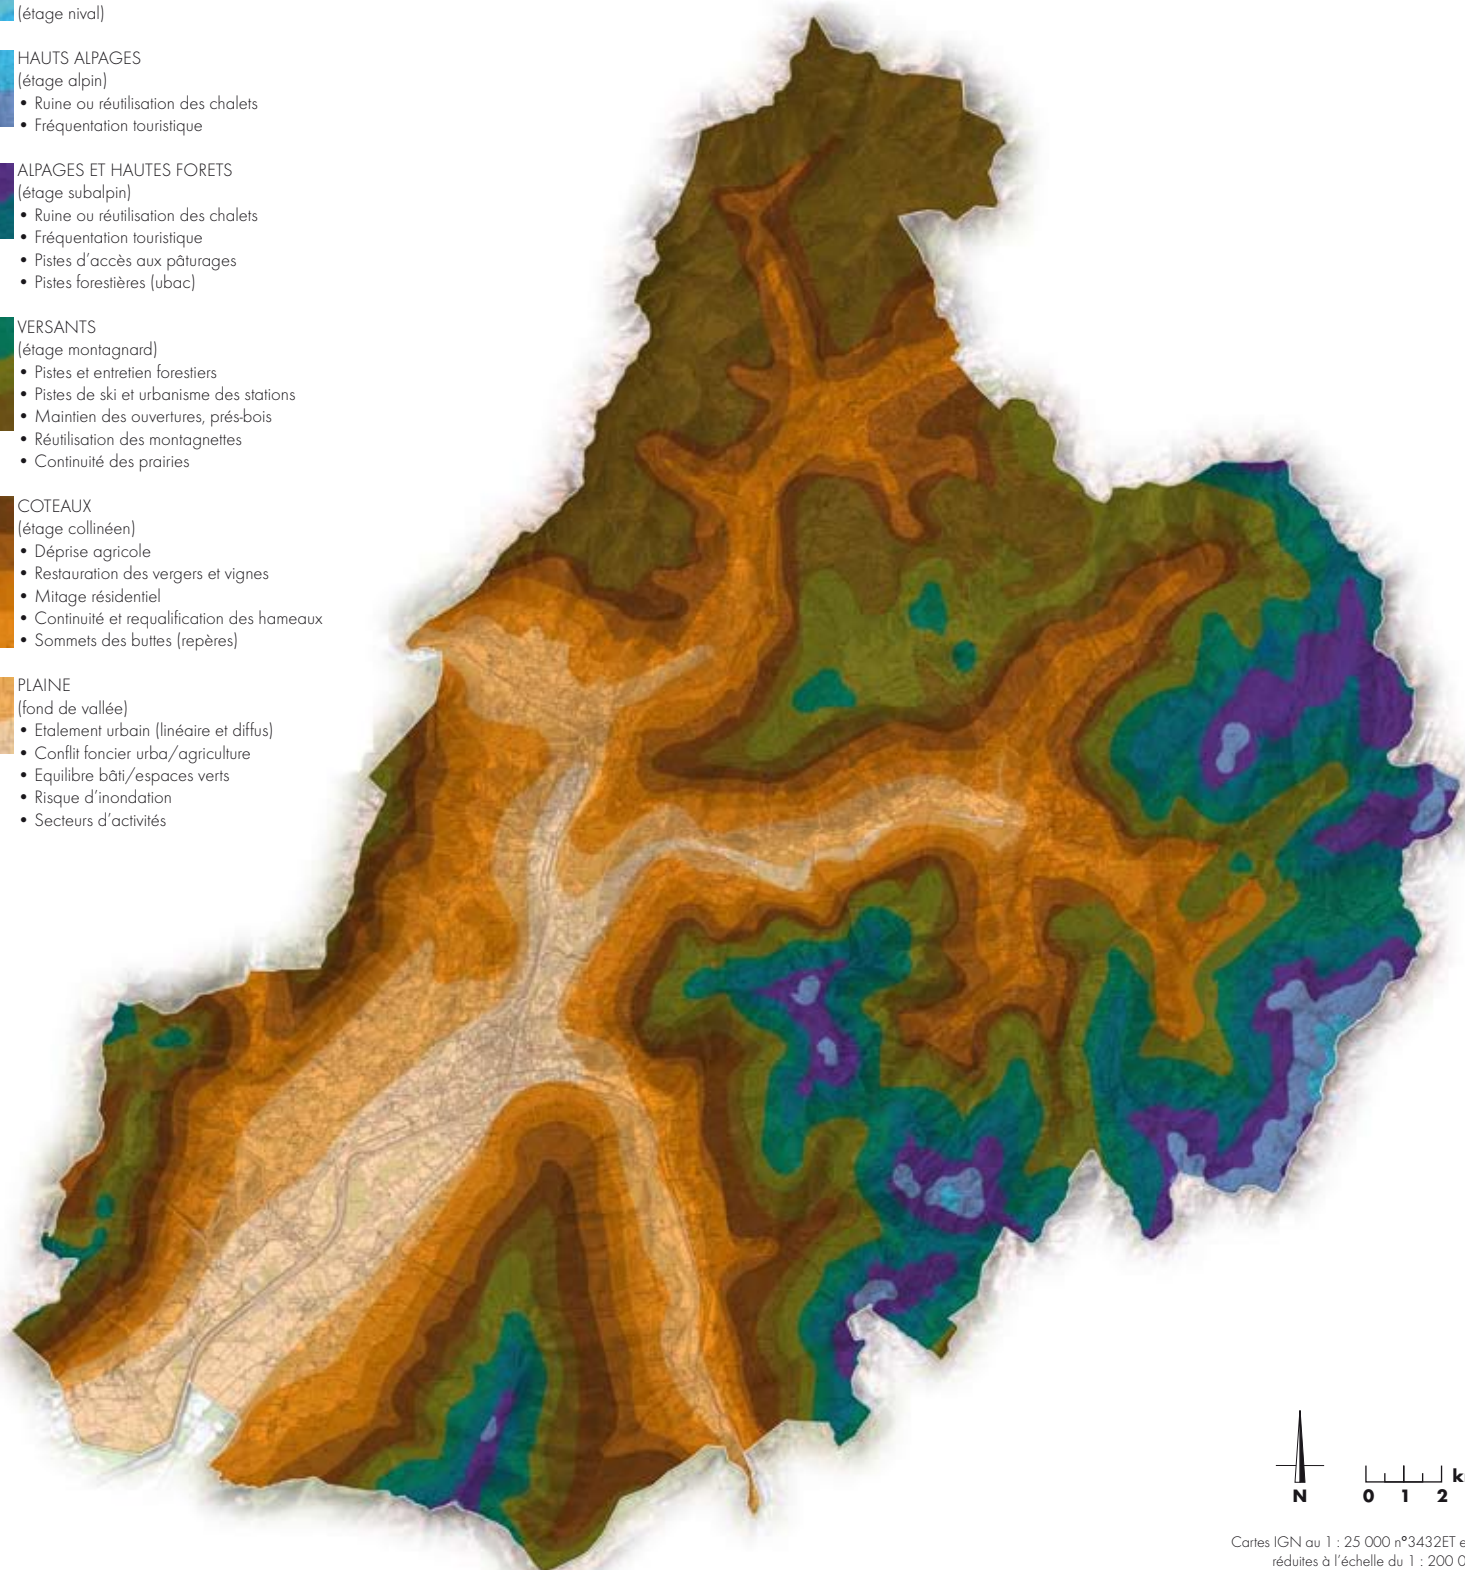 (étage nival)
HAUTS ALPAGES
(étage alpin)
• Ruine ou réutilisation des chalets
• Fréquentation touristique
ALPAGES ET HAUTES FORETS
(étage subalpin)
• Ruine ou réutilisation des chalets
• Fréquentation touristique
• Pistes d'accès aux pâturages
• Pistes forestières (ubac)
VERSANTS
(étage montagnard)
• Pistes et entretien forestiers
• Pistes de ski et urbanisme des stations
• Maintien des ouvertures, prés-bois
• Réutilisation des montagnettes
• Continuité des prairies
COTEAUX
(étage collinéen)
• Déprise agricole
• Restauration des vergers et vignes
• Mitage résidentiel
• Continuité et requalification des hameaux
• Sommets des buttes (repères)
PLAINE
(fond de vallée)
• Etalement urbain (linéaire et diffus)
• Conflit foncier urba/agriculture
• Equilibre bâti/espaces verts
• Risque d'inondation
• Secteurs d'activités
N
0 1 2
Cartes IGN au 1 : 25 000 n°3432ET
réduites à l'échelle du 1 : 200